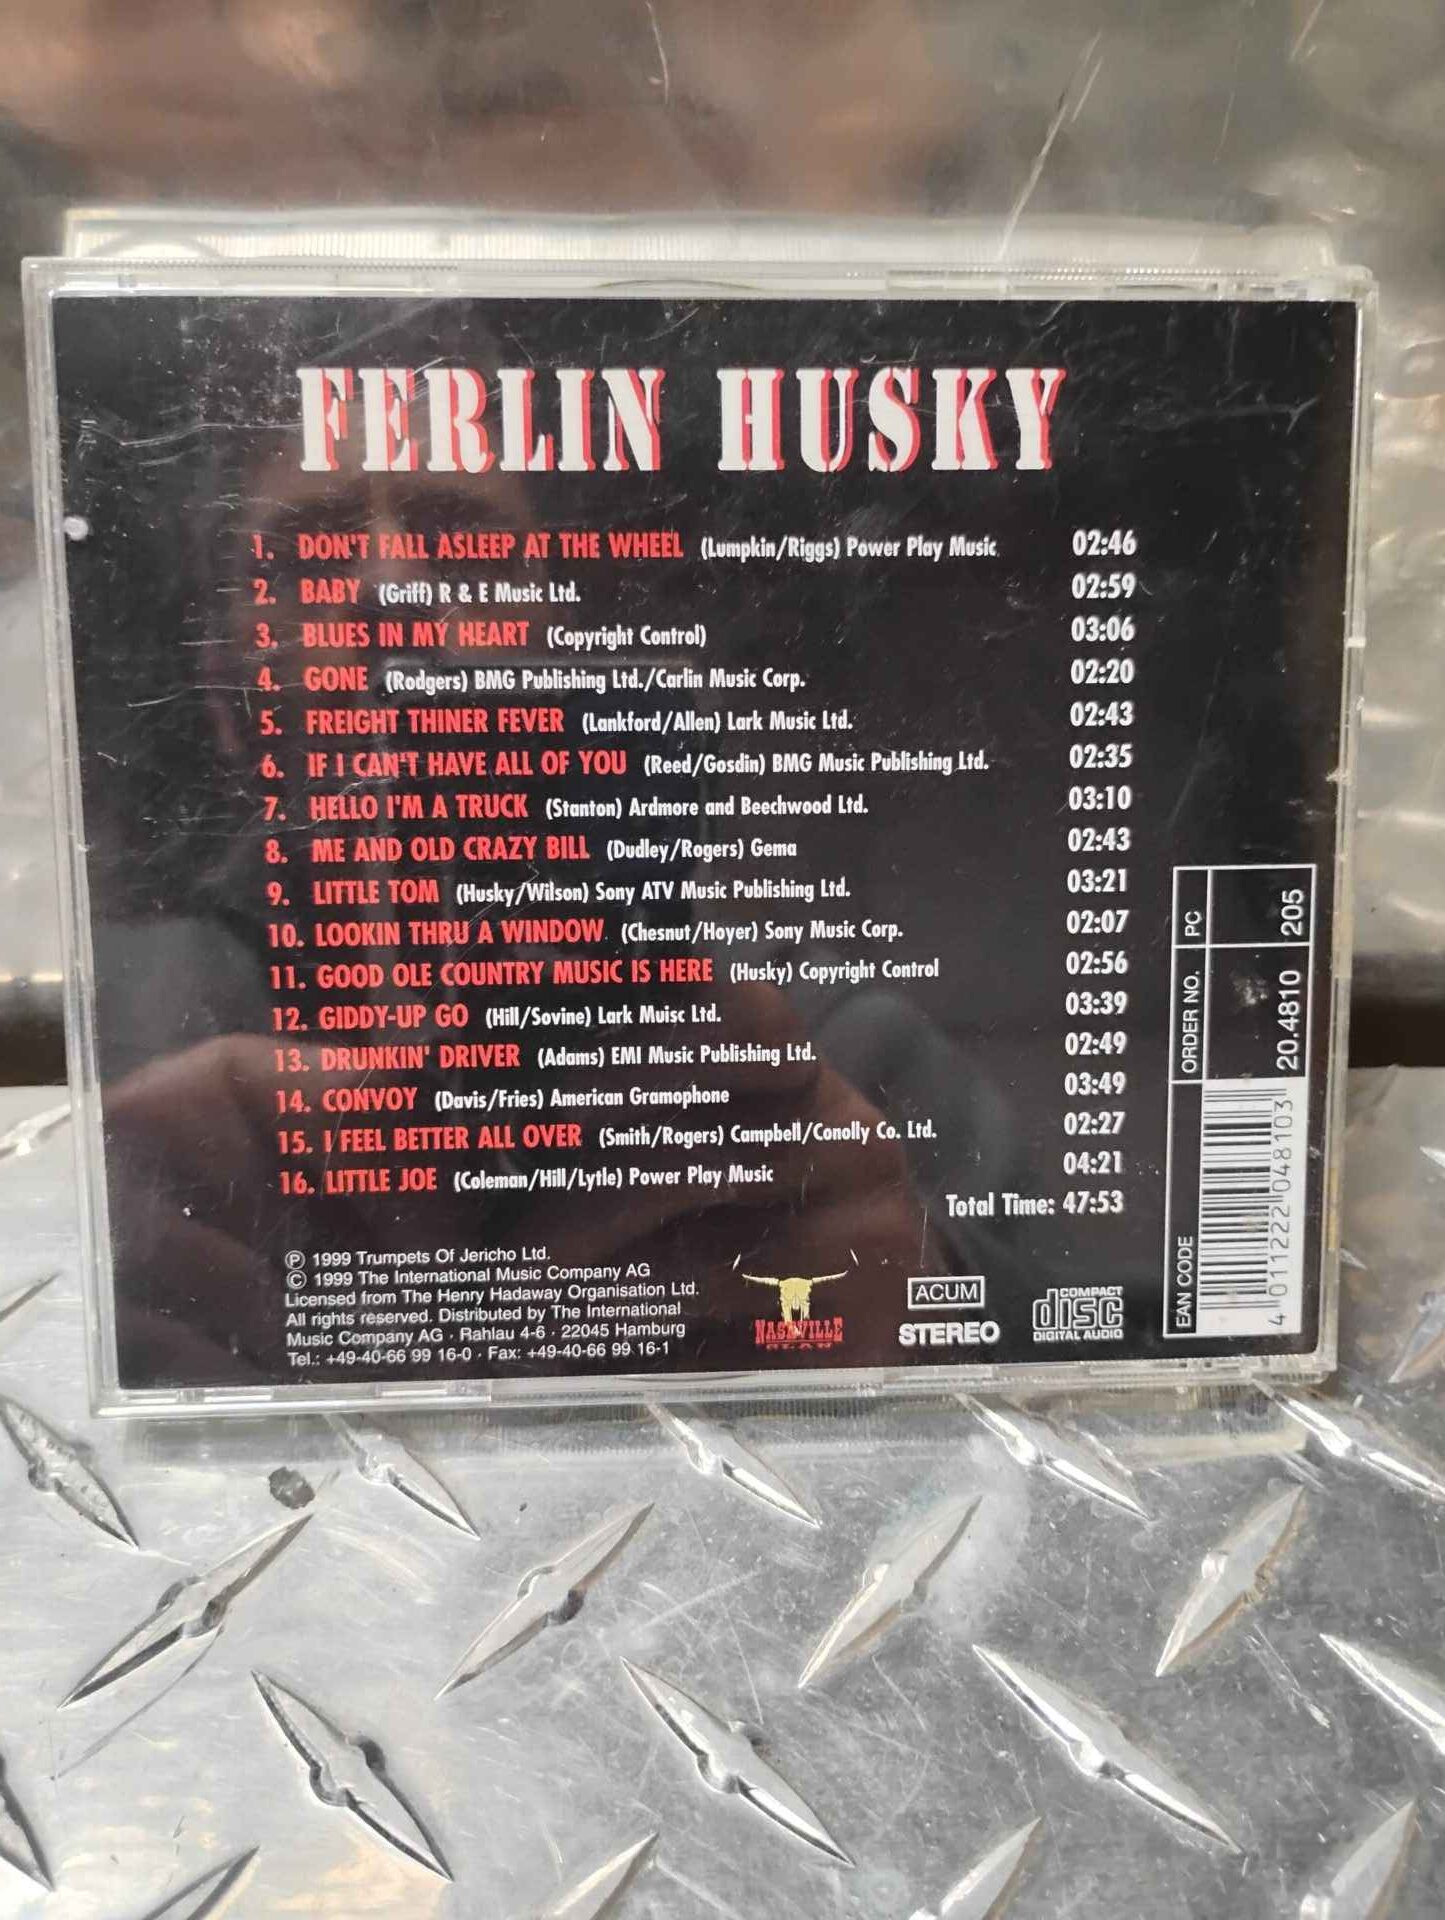 FERLIN HUSKY
1. DON'T FALL ASLEEP AT THE WHEEL (Lumpkin/Riggs) Power Play Music 02:46
2. BABY (Griff) R & E Music Ltd. 02:59
3. BLUES IN MY HEART (Copyright Control) 03:06
4. GONE (Rodgers) BMG Publishing Ltd./Carlin Music Corp. 02:20
5. FREIGHT THINER FEVER (Lankford/Allen) Lark Music Ltd. 02:43
6. IF I CAN'T HAVE ALL OF YOU (Reed/Gosdin) BMG Music Publishing Ltd. 02:35
7. HELLO I'M A TRUCK (Stanton) Ardmore and Beechwood Ltd. 03:10
8. ME AND OLD CRAZY BILL (Dudley/Rogers) Gema 02:43
9. LITTLE TOM (Husky/Wilson) Sony ATV Music Publishing Ltd. 03:21
10. LOOKIN THRU A WINDOW (Chesnut/Hoyer) Sony Music Corp. 02:07
11. GOOD OLE COUNTRY MUSIC IS HERE (Husky) Copyright Control 02:56
12. GIDDY-UP GO (Hill/Sovine) Lark Muisc Ltd. 03:39
13. DRUNKIN' DRIVER (Adams) EMI Music Publishing Ltd. 02:49
14. CONVOY (Davis/Fries) American Gramophone 03:49
15. I FEEL BETTER ALL OVER (Smith/Rogers) Campbell/Conolly Co. Ltd. 02:27
16. LITTLE JOE (Coleman/Hill/Lytle) Power Play Music 04:21
Total Time: 47:53
℗ 1999 Trumpets Of Jericho Ltd.
© 1999 The International Music Company AG
Licensed from The Henry Hadaway Organisation Ltd.
All rights reserved. Distributed by The International
Music Company AG · Rahlau 4-6 · 22045 Hamburg
Tel.: +49-40-66 99 16-0 · Fax: +49-40-66 99 16-1
NASHVILLE
ACUM
STEREO
COMPACT
disc
DIGITAL AUDIO
EAN CODE ORDER NO. PC
20.4810 205
4 011222 048103